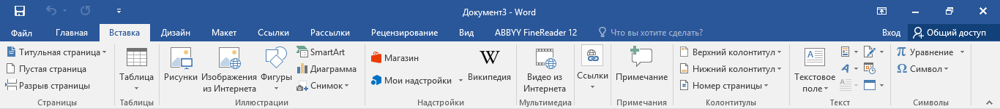 Документ3 - Word
Файл Главная Вставка Дизайн Макет Ссылки Рассылки Рецензирование Вид ABBYY FineReader 12 Что вы хотите сделать? Вход Общий доступ
Титульная страница
Пустая страница
Разрыв страницы
Страницы
Таблица
Таблицы
Рисунки
Изображения
из Интернета
Фигуры
SmartArt
Диаграмма
Снимок
Иллюстрации
Магазин
Мои надстройки
W
Википедия
Надстройки
Видео из
Интернета
Мультимедиа
Ссылки
Примечание
Примечания
Верхний колонтитул
Нижний колонтитул
Номер страницы
Колонтитулы
Текстовое
поле
Текст
Уравнение
Символ
Символы